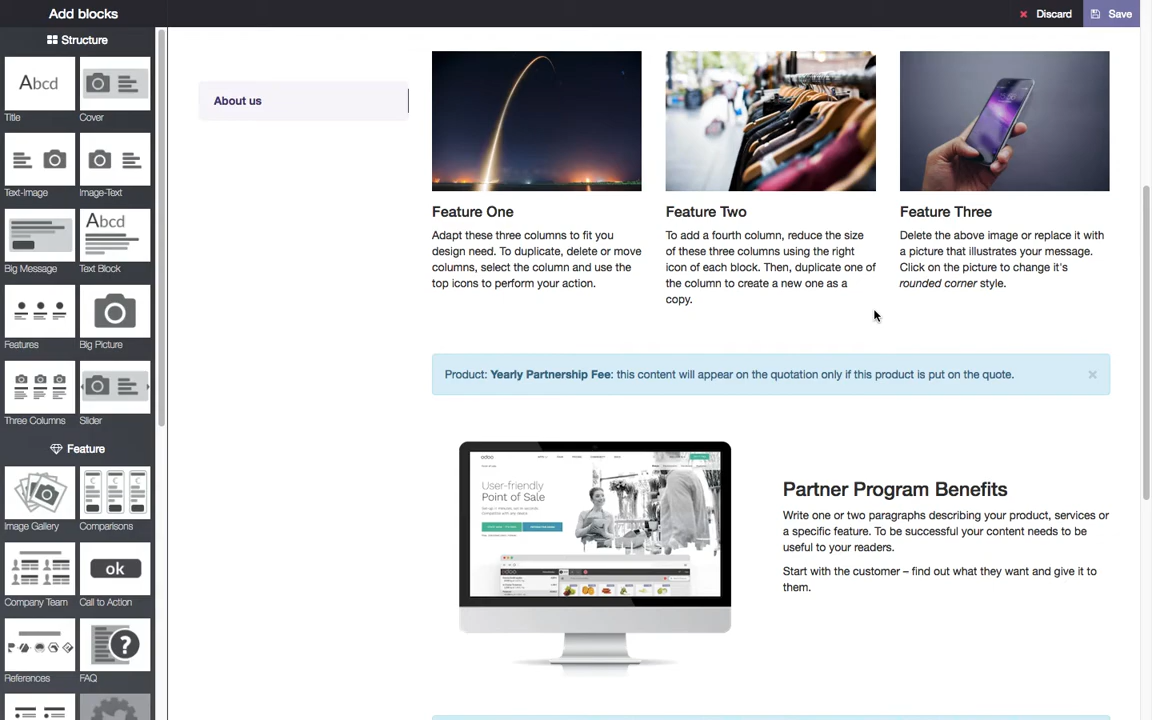 Add blocks
Discard
Save
Structure
Abcd
Title
Cover
Text-Image
Image-Text
Big Message
Abcd
Text Block
Features
Big Picture
Three Columns
Slider
Feature
Image Gallery
Comparisons
Company Team
ok
Call to Action
References
?
FAQ
About us
Feature One
Adapt these three columns to fit you
design need. To duplicate, delete or move
columns, select the column and use the
top icons to perform your action.
Feature Two
To add a fourth column, reduce the size
of these three columns using the right
icon of each block. Then, duplicate one of
the column to create a new one as a
copy.
Feature Three
Delete the above image or replace it with
a picture that illustrates your message.
Click on the picture to change it's
rounded corner style.
Product: Yearly Partnership Fee: this content will appear on the quotation only if this product is put on the quote.
odoo
User-friendly
Point of Sale
Partner Program Benefits
Write one or two paragraphs describing your product, services or
a specific feature. To be successful your content needs to be
useful to your readers.
Start with the customer – find out what they want and give it to
them.